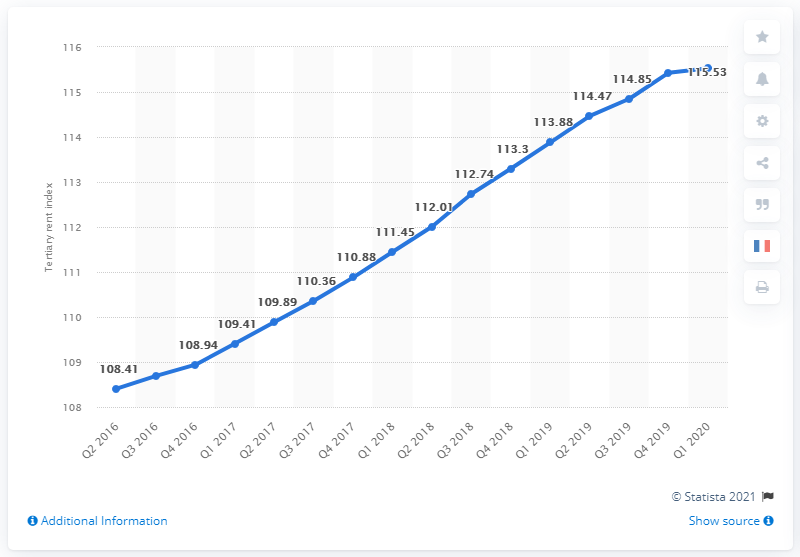 116
115
114
113
112
111
110
109
108
Tertiary rent index
108.41
108.94
109.41
109.89
110.36
110.88
111.45
112.01
112.74
113.3
113.88
114.47
114.85
115.53
Q2 2016
Q3 2016
Q4 2016
Q1 2017
Q2 2017
Q3 2017
Q4 2017
Q1 2018
Q2 2018
Q3 2018
Q4 2018
Q1 2019
Q2 2019
Q3 2019
Q4 2019
Q1 2020
© Statista 2021
Additional Information
Show source